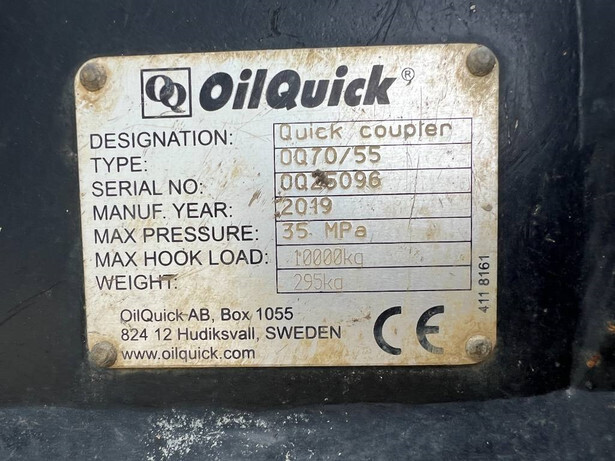 OQ OilQuick®
DESIGNATION: Quick coupler
TYPE: OQ70/55
SERIAL NO: OQ25096
MANUF. YEAR: 2019
MAX PRESSURE: 35 MPa
MAX HOOK LOAD: 10000kg
WEIGHT: 295kg
OilQuick AB, Box 1055
824 12 Hudiksvall, SWEDEN
www.oilquick.com
CE
411 8161